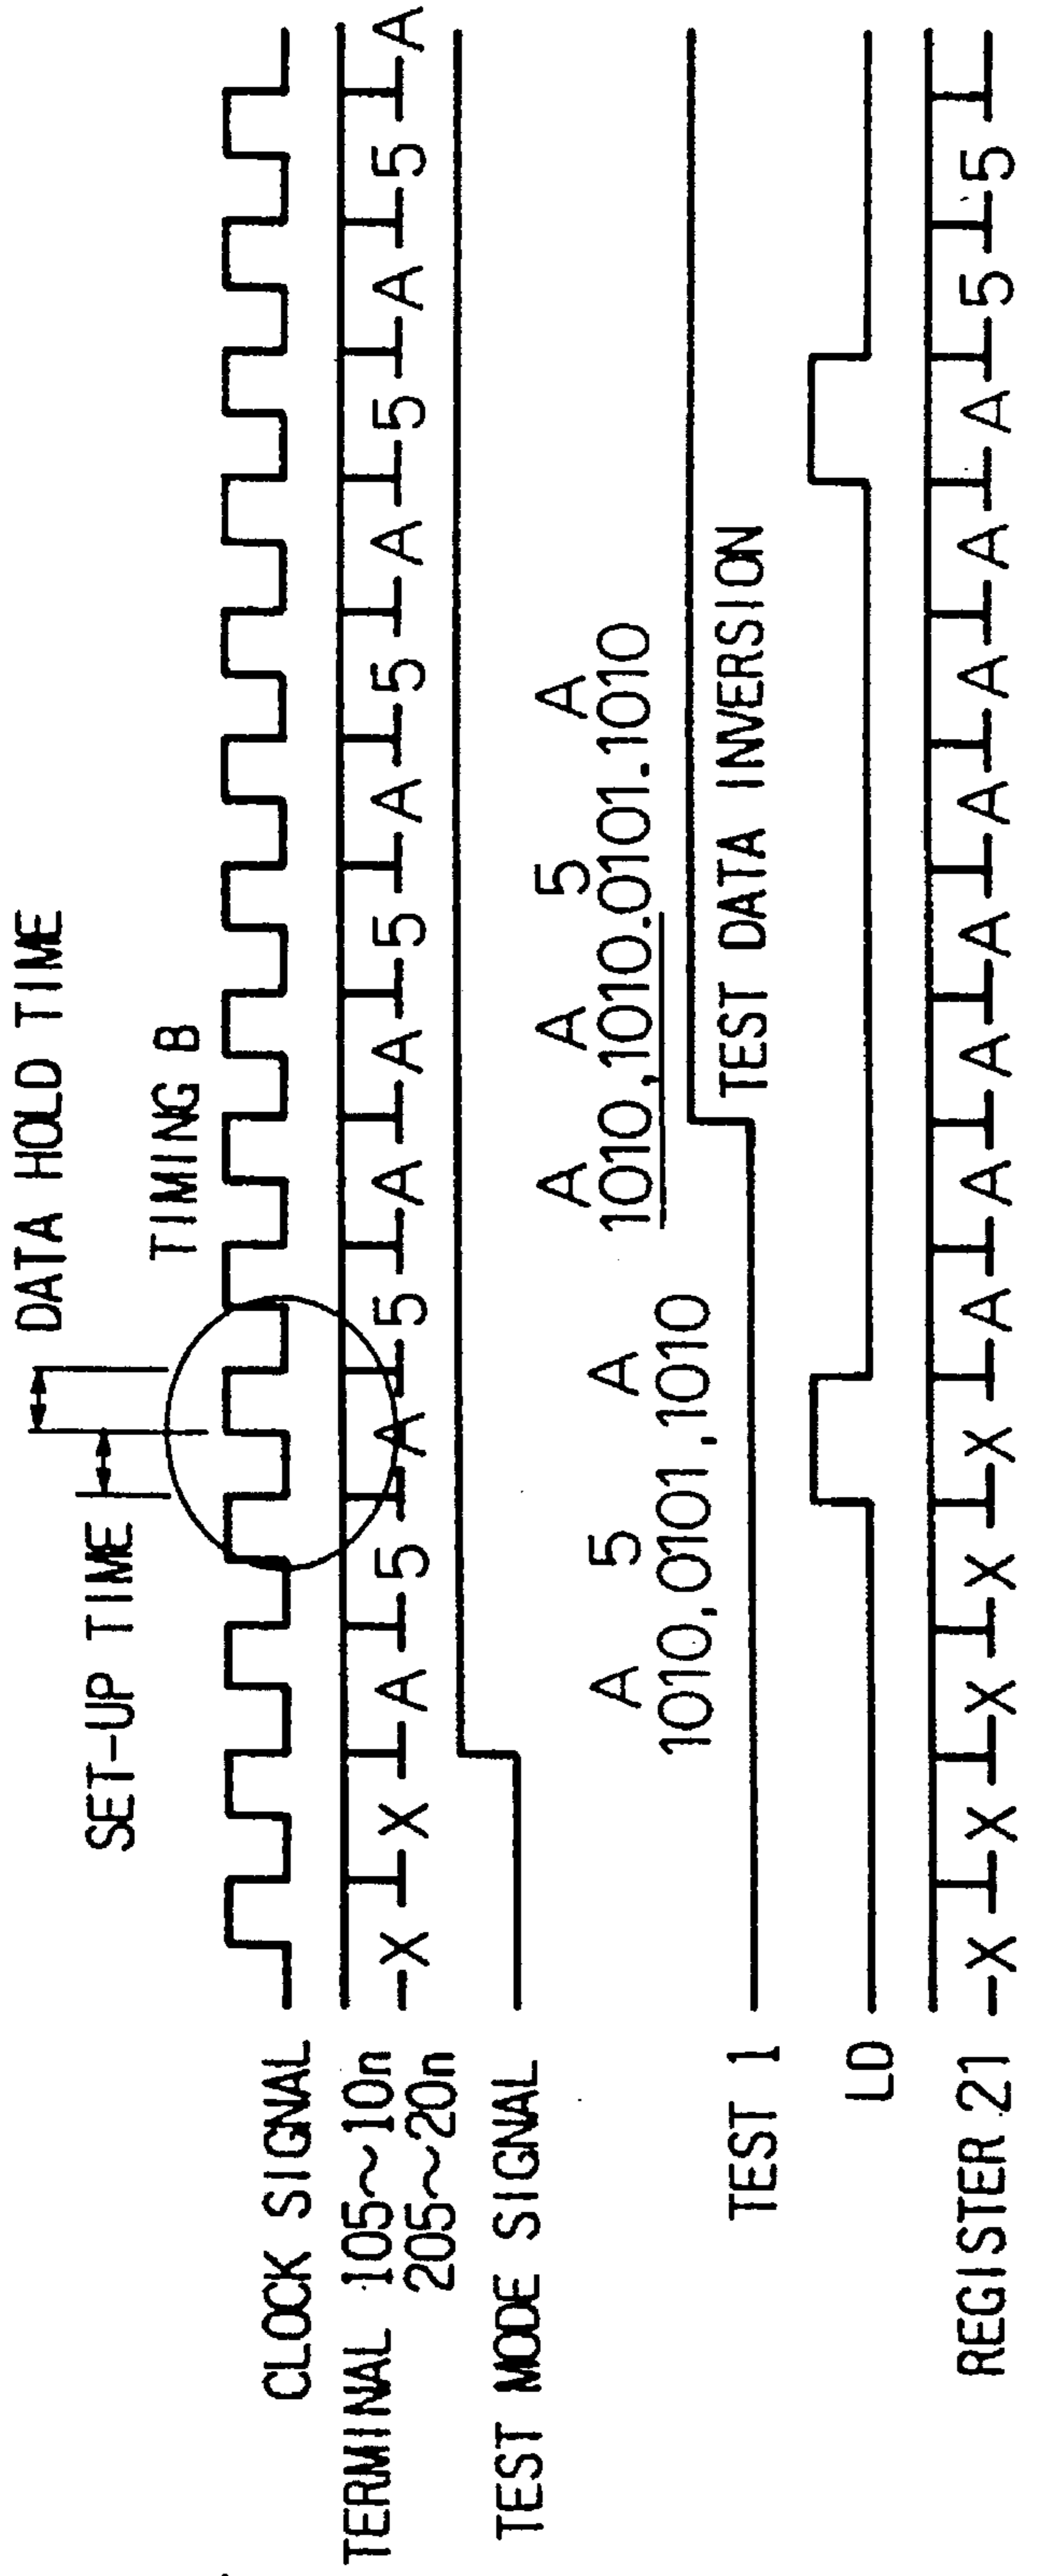 DATA HOLD TIME
SET-UP TIME
TIMING B
CLOCK SIGNAL
TERMINAL 105~10n X X A 5 A 5 A A 5 A 5 A 5 A 5 A
205~20n
TEST MODE SIGNAL
A A 5 A
1010,1010.0101.1010
A 5 A
1010,0101,1010
TEST 1
TEST DATA INVERSION
LD
REGISTER 21 X X X X X A A A A A A A A 5 5